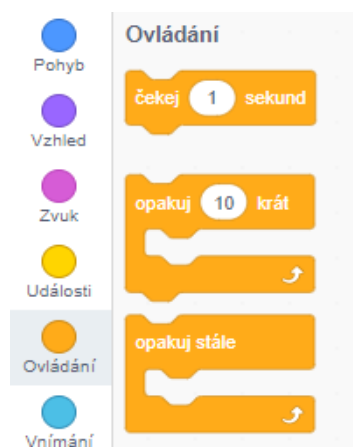 Pohyb
Vzhled
Zvuk
Události
Ovládání
Vnímání
Ovládání
čekej 1 sekund
opakuj 10 krát
opakuj stále